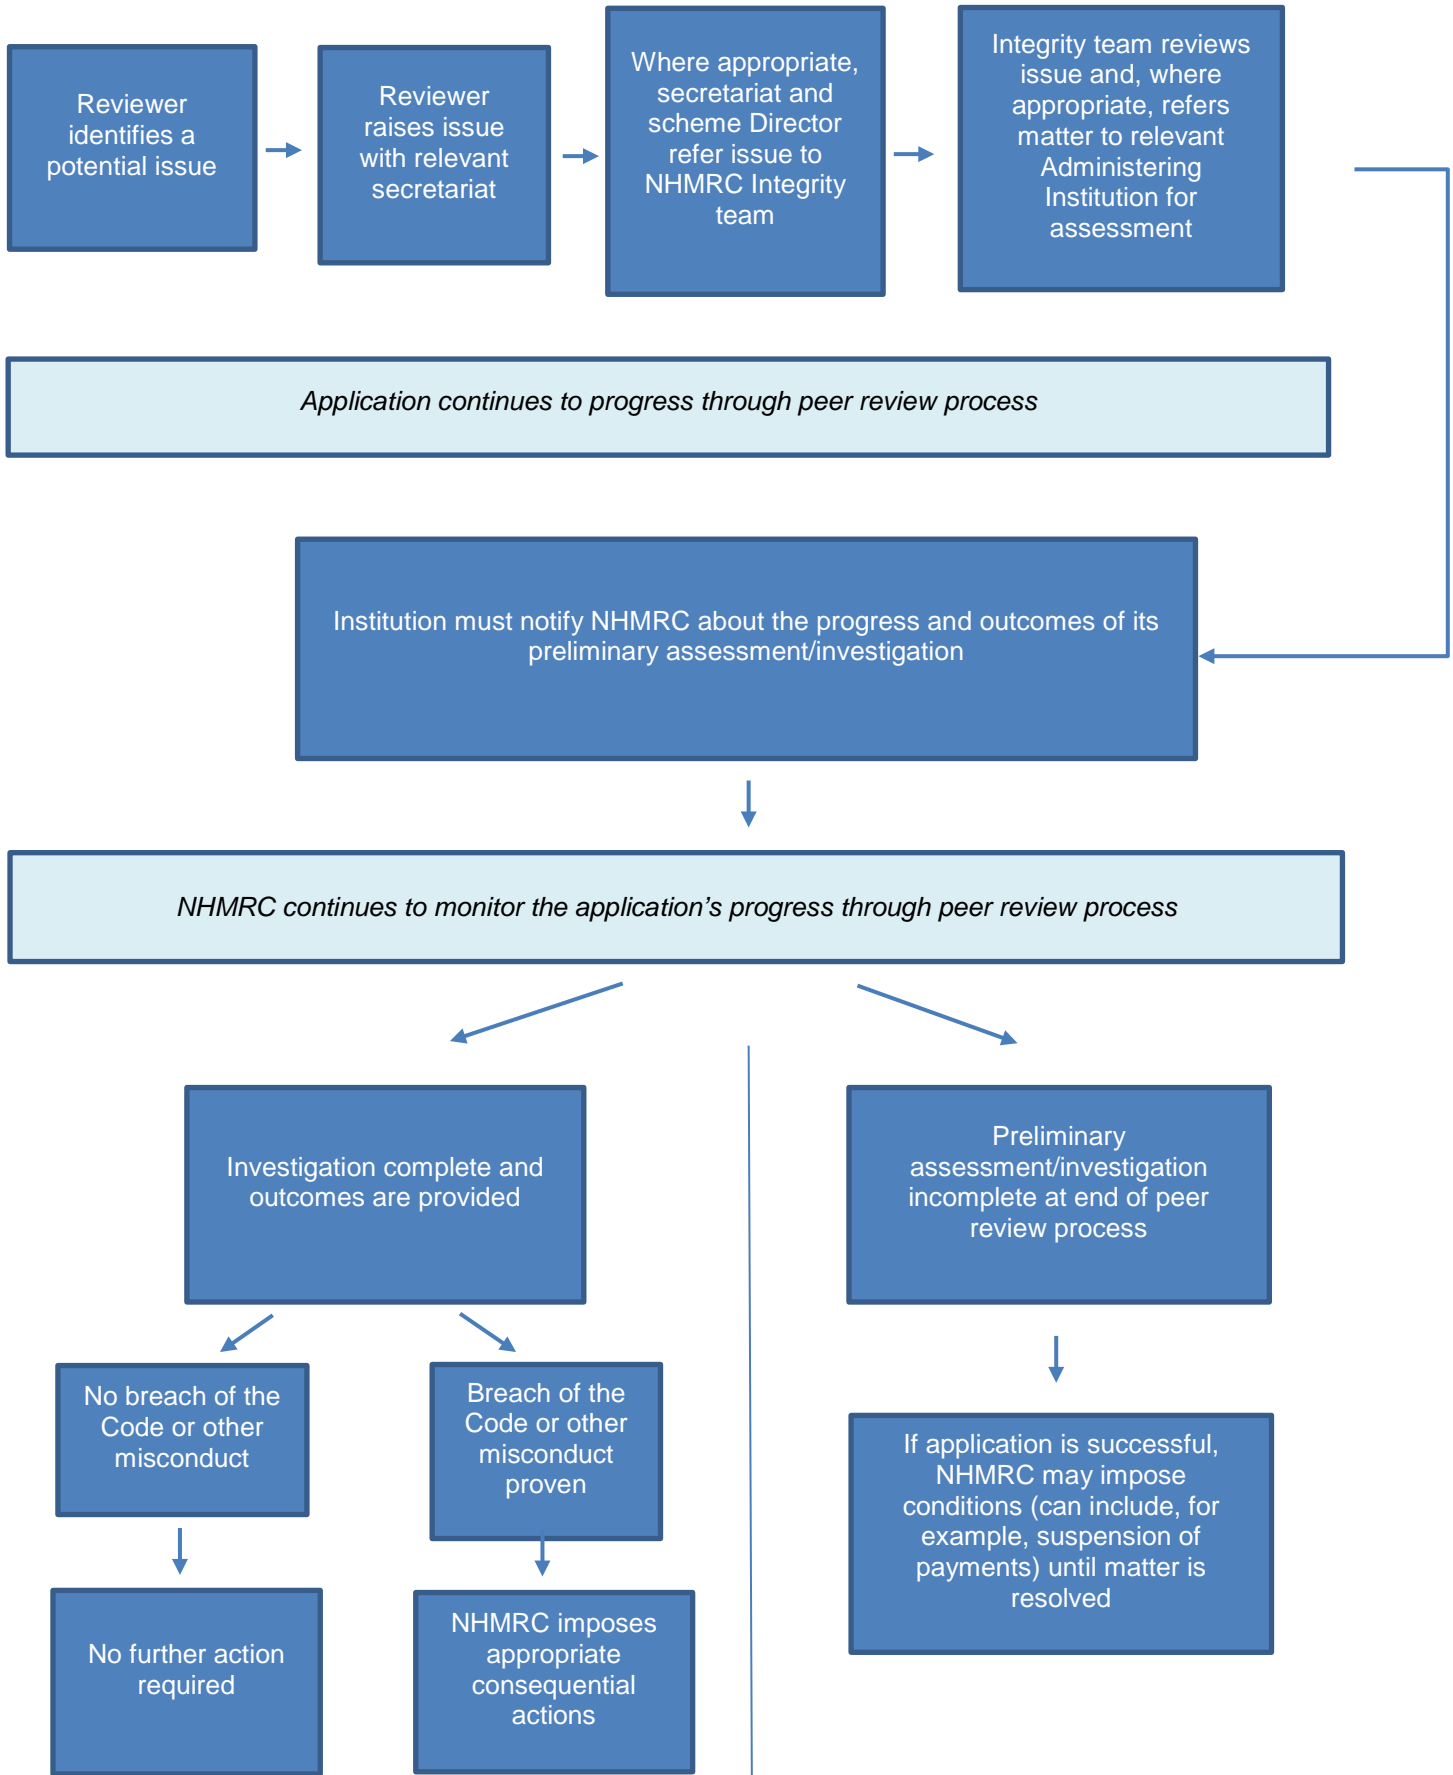 Reviewer
identifies a
potential issue
Reviewer
raises issue
with relevant
secretariat
Where appropriate,
secretariat and
scheme Director
refer issue to
NHMRC Integrity
team
Integrity team reviews
issue and, where
appropriate, refers
matter to relevant
Administering
Institution for
assessment
Application continues to progress through peer review process
Institution must notify NHMRC about the progress and outcomes of its
preliminary assessment/investigation
NHMRC continues to monitor the application’s progress through peer review process
Investigation complete and
outcomes are provided
Preliminary
assessment/investigation
incomplete at end of peer
review process
No breach of the
Code or other
misconduct
Breach of the
Code or other
misconduct
proven
If application is successful,
NHMRC may impose
conditions (can include, for
example, suspension of
payments) until matter is
resolved
No further action
required
NHMRC imposes
appropriate
consequential
actions